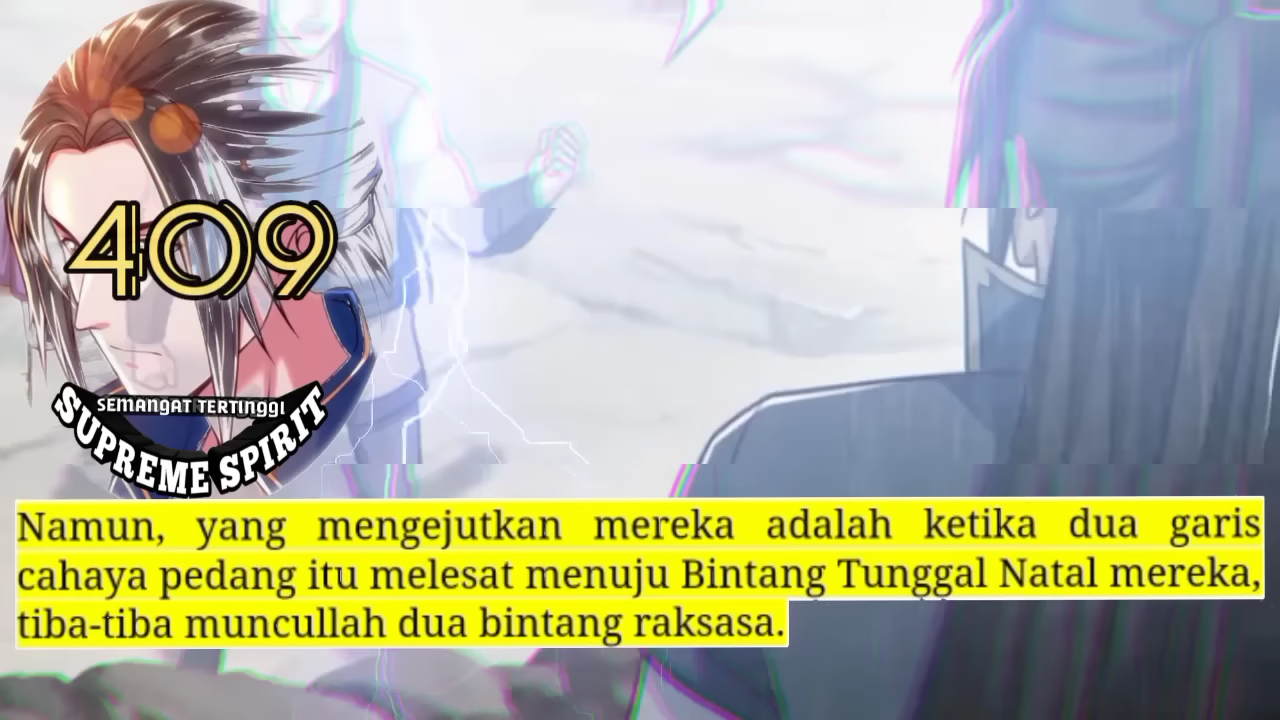 409
SEMANGAT TERTINGGI
SUPREME SPIRIT
Namun, yang mengejutkan mereka adalah ketika dua garis
cahaya pedang itu melesat menuju Bintang Tunggal Natal mereka,
tiba-tiba muncullah dua bintang raksasa.